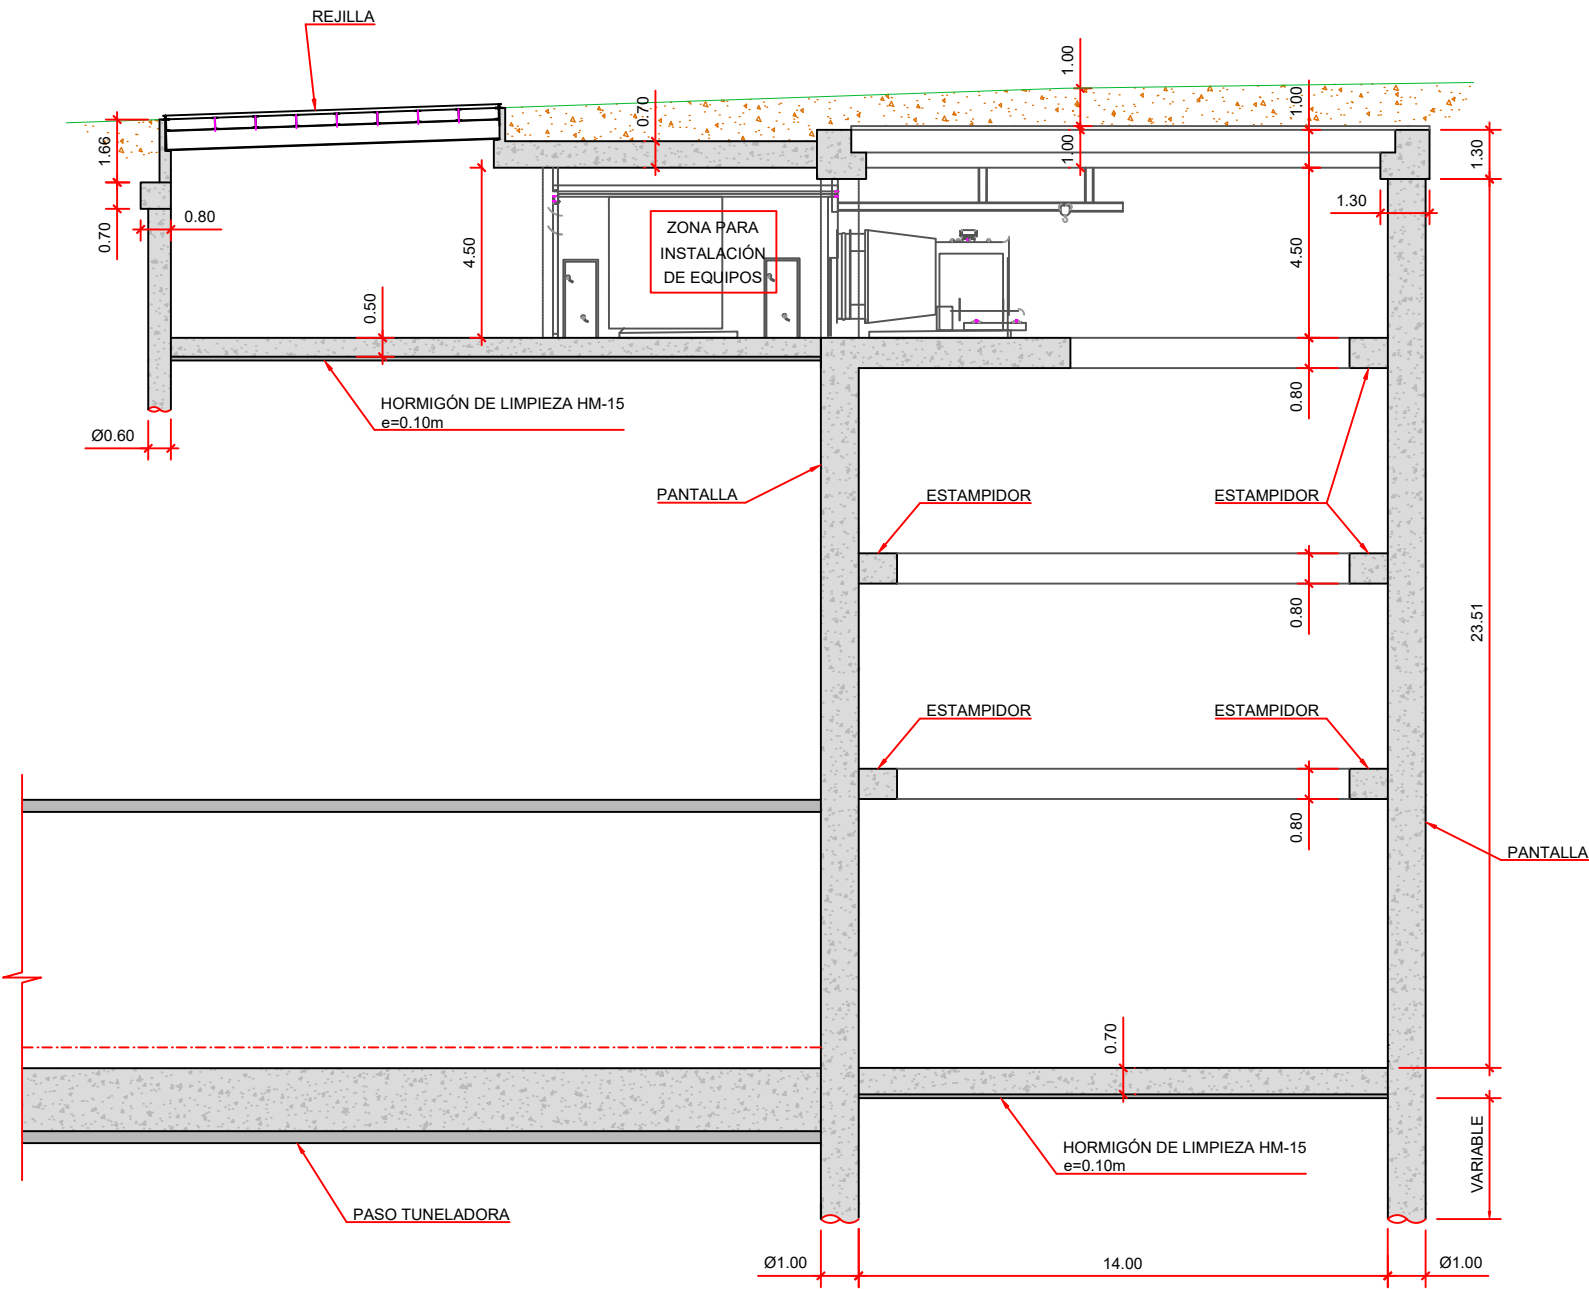 REJILLA
1.00
1.00
0.70
1.00
1.66
1.30
0.80
0.70
1.30
ZONA PARA
INSTALACIÓN
DE EQUIPOS
4.50
4.50
0.50
HORMIGÓN DE LIMPIEZA HM-15
e=0.10m
0.80
Ø0.60
PANTALLA
ESTAMPIDOR
ESTAMPIDOR
0.80
23.51
ESTAMPIDOR
ESTAMPIDOR
0.80
PANTALLA
0.70
HORMIGÓN DE LIMPIEZA HM-15
e=0.10m
VARIABLE
PASO TUNELADORA
Ø1.00
14.00
Ø1.00